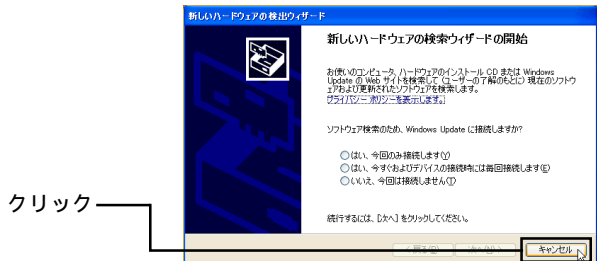 新しいハードウェアの検出ウィザード
新しいハードウェアの検索ウィザードの開始
お使いのコンピュータ、ハードウェアのインストール CD または Windows
Update の Web サイトを検索して (ユーザーの了解のもとに) 現在のソフトウ
ェアおよび更新されたソフトウェアを検索します。
プライバシー ポリシーを表示します。
ソフトウェア検索のため、Windows Update に接続しますか?
はい、今回のみ接続します(Y)
はい、今すぐおよびデバイスの接続時には毎回接続します(E)
いいえ、今回は接続しません(T)
続行するには、[次へ] をクリックしてください。
クリック
< 戻る(B) 次へ(N) > キャンセル